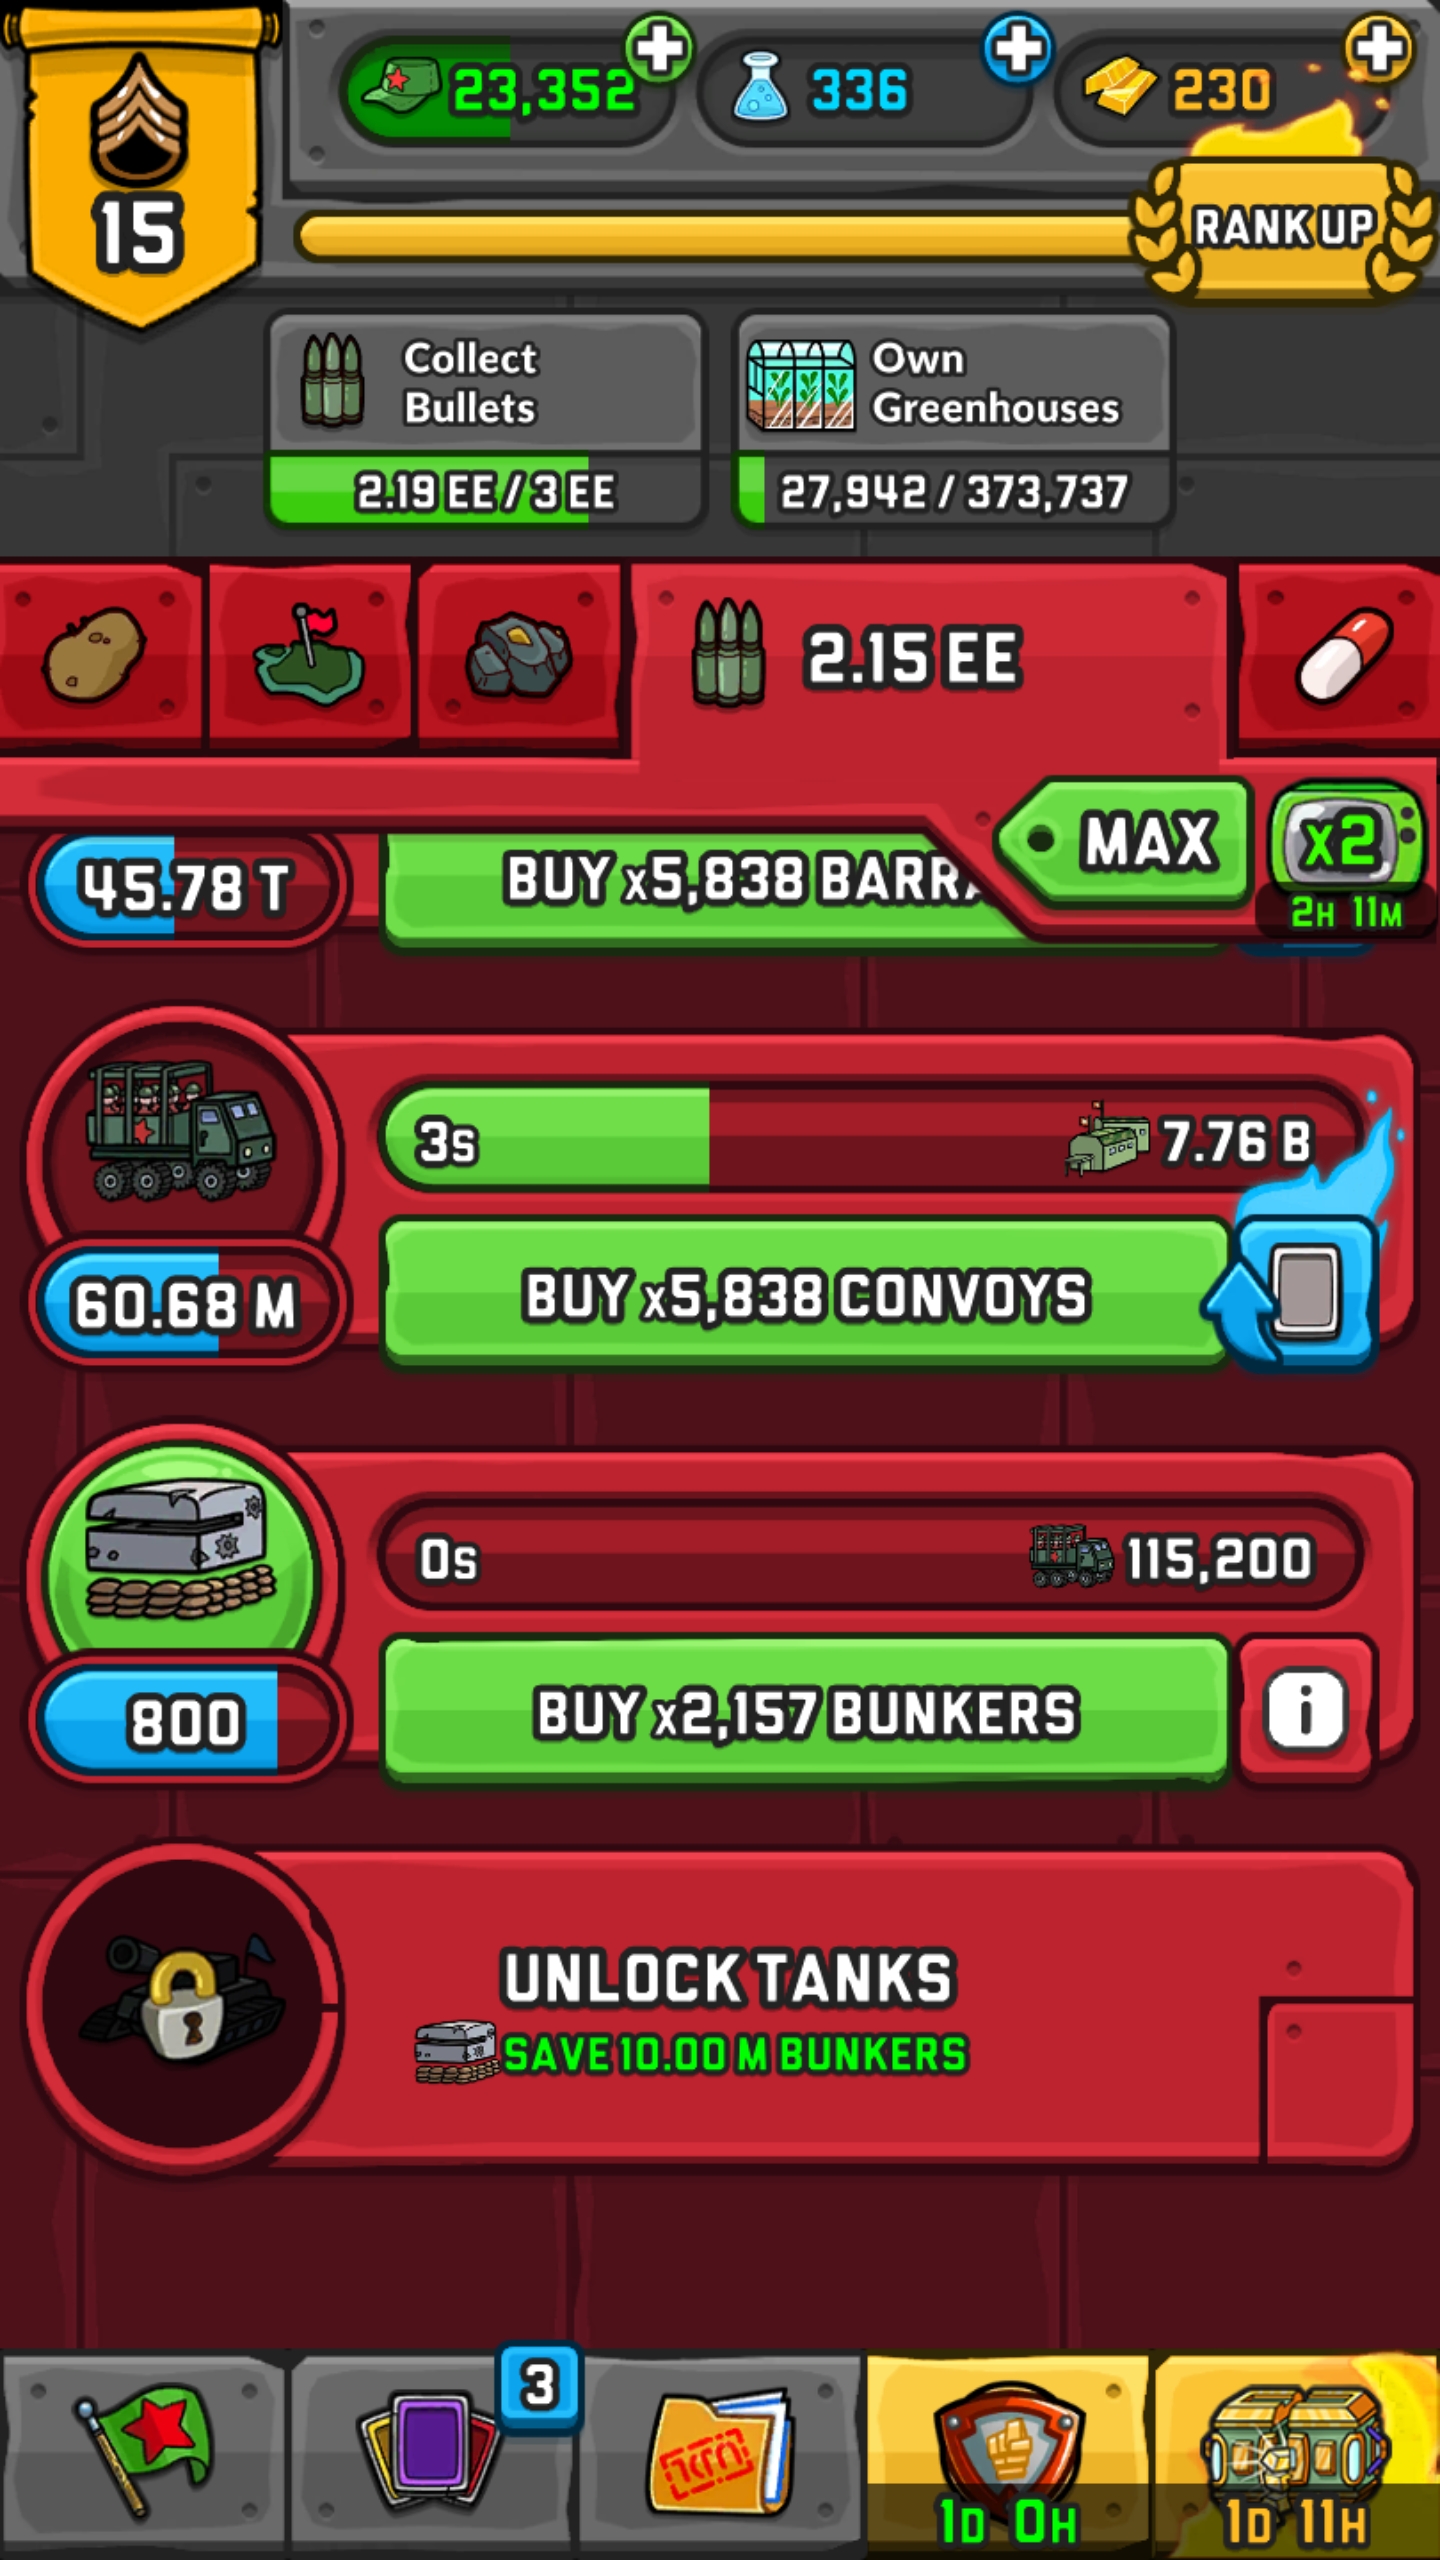 23,352
336
230
15
RANK UP
Collect
Bullets
2.19 EE / 3 EE
Own
Greenhouses
27,942 / 373,737
2.15 EE
MAX
x2
2H 11M
45.78 T
BUY x5,838
3s
7.76 B
60.68 M
BUY x5,838 CONVOYS
0s
115,200
800
BUY x2,157 BUNKERS
i
UNLOCK TANKS
SAVE 10.00 M BUNKERS
3
1D 0H
1D 11H